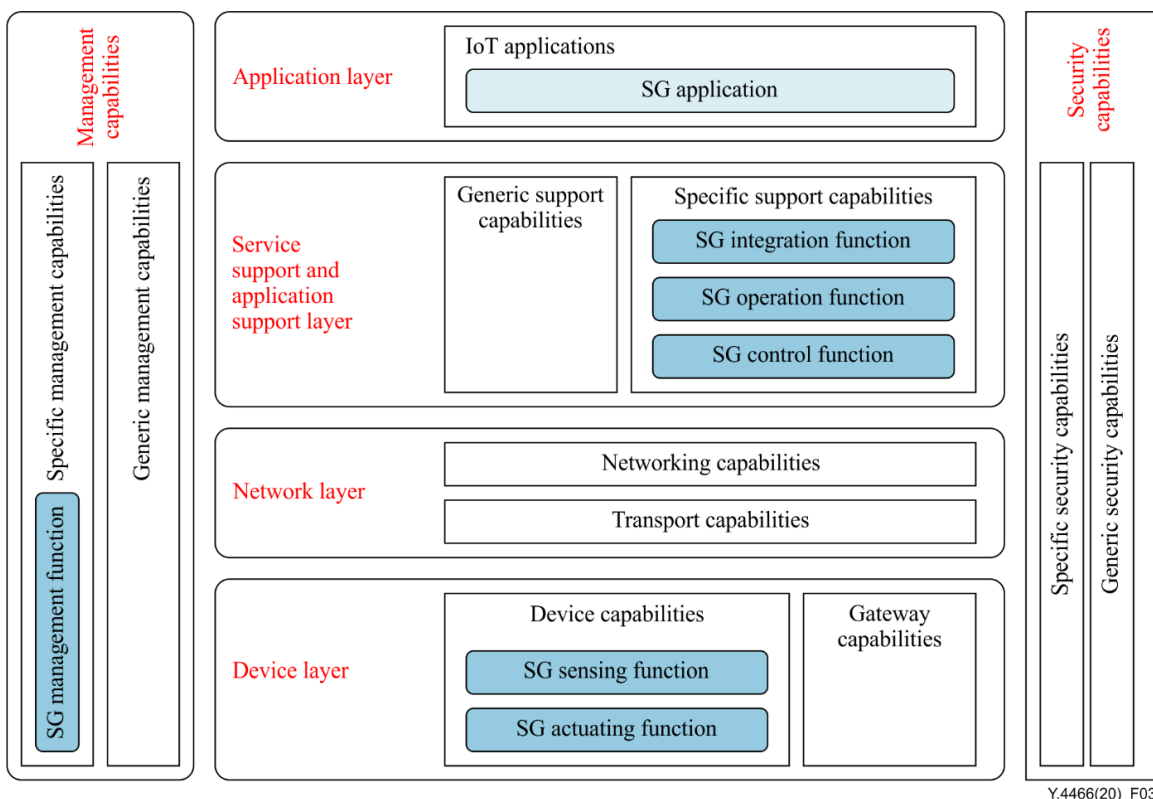 Management
capabilities
Specific management capabilities
Generic management capabilities
SG management function
Application layer
IoT applications
SG application
Service
support and
application
support layer
Generic support
capabilities
Specific support capabilities
SG integration function
SG operation function
SG control function
Network layer
Networking capabilities
Transport capabilities
Device layer
Device capabilities
SG sensing function
SG actuating function
Gateway
capabilities
Security
capabilities
Specific security capabilities
Generic security capabilities
Y.4466(20)_F03